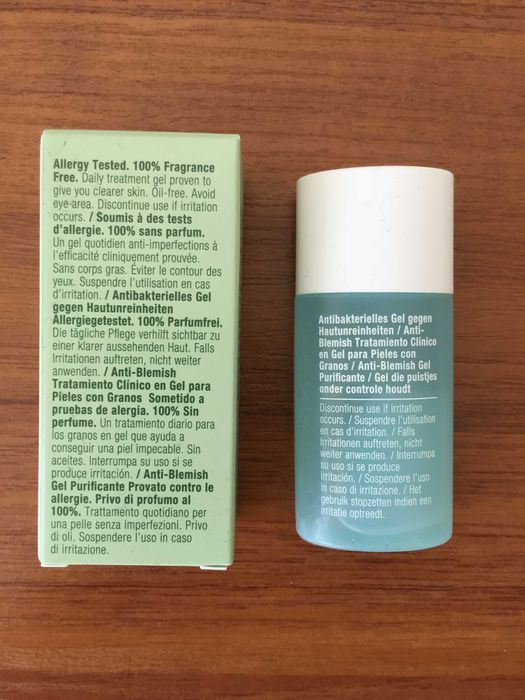 Allergy Tested. 100% Fragrance
Free. Daily treatment gel proven to
give you clearer skin. Oil-free. Avoid
eye area. Discontinue use if irritation
occurs. / Soumis à des tests
d'allergie. 100% sans parfum.
Un gel quotidien anti-imperfections à
l'efficacité cliniquement prouvée.
Sans corps gras. Éviter le contour des
yeux. Suspendre l'utilisation en cas
d'irritation. / Antibakterielles Gel
gegen Hautunreinheiten
Allergiegetestet. 100% Parfumfrei.
Die tägliche Pflege verhilft sichtbar zu
einer klarer aussehenden Haut. Falls
Irritationen auftreten, nicht weiter
anwenden. / Anti-Blemish
Tratamiento Clínico en Gel para
Pieles con Granos Sometido a
pruebas de alergia. 100% Sin
perfume. Un tratamiento diario para
los granos en gel que ayuda a
conseguir una piel impecable. Sin
aceites. Interrumpa su uso si se
produce irritación. / Anti-Blemish
Gel Purificante Provato contro le
allergie. Privo di profumo al
100%. Trattamento quotidiano per
una pelle senza imperfezioni. Privo
di oli. Sospendere l'uso in caso
di irritazione.
Antibakterielles Gel gegen
Hautunreinheiten / Anti-
Blemish Tratamiento Clínico
en Gel para Pieles con
Granos / Anti-Blemish Gel
Purificante / Gel die puistjes
onder controle houdt
Discontinue use if irritation
occurs. / Suspendre l'utilisation
en cas d'irritation. / Falls
Irritationen auftreten, nicht
weiter anwenden. / Interrumpa
su uso si se produce
irritación. / Sospendere l'uso
in caso di irritazione. / Het
gebruik stopzetten indien een
irritatie optreedt.